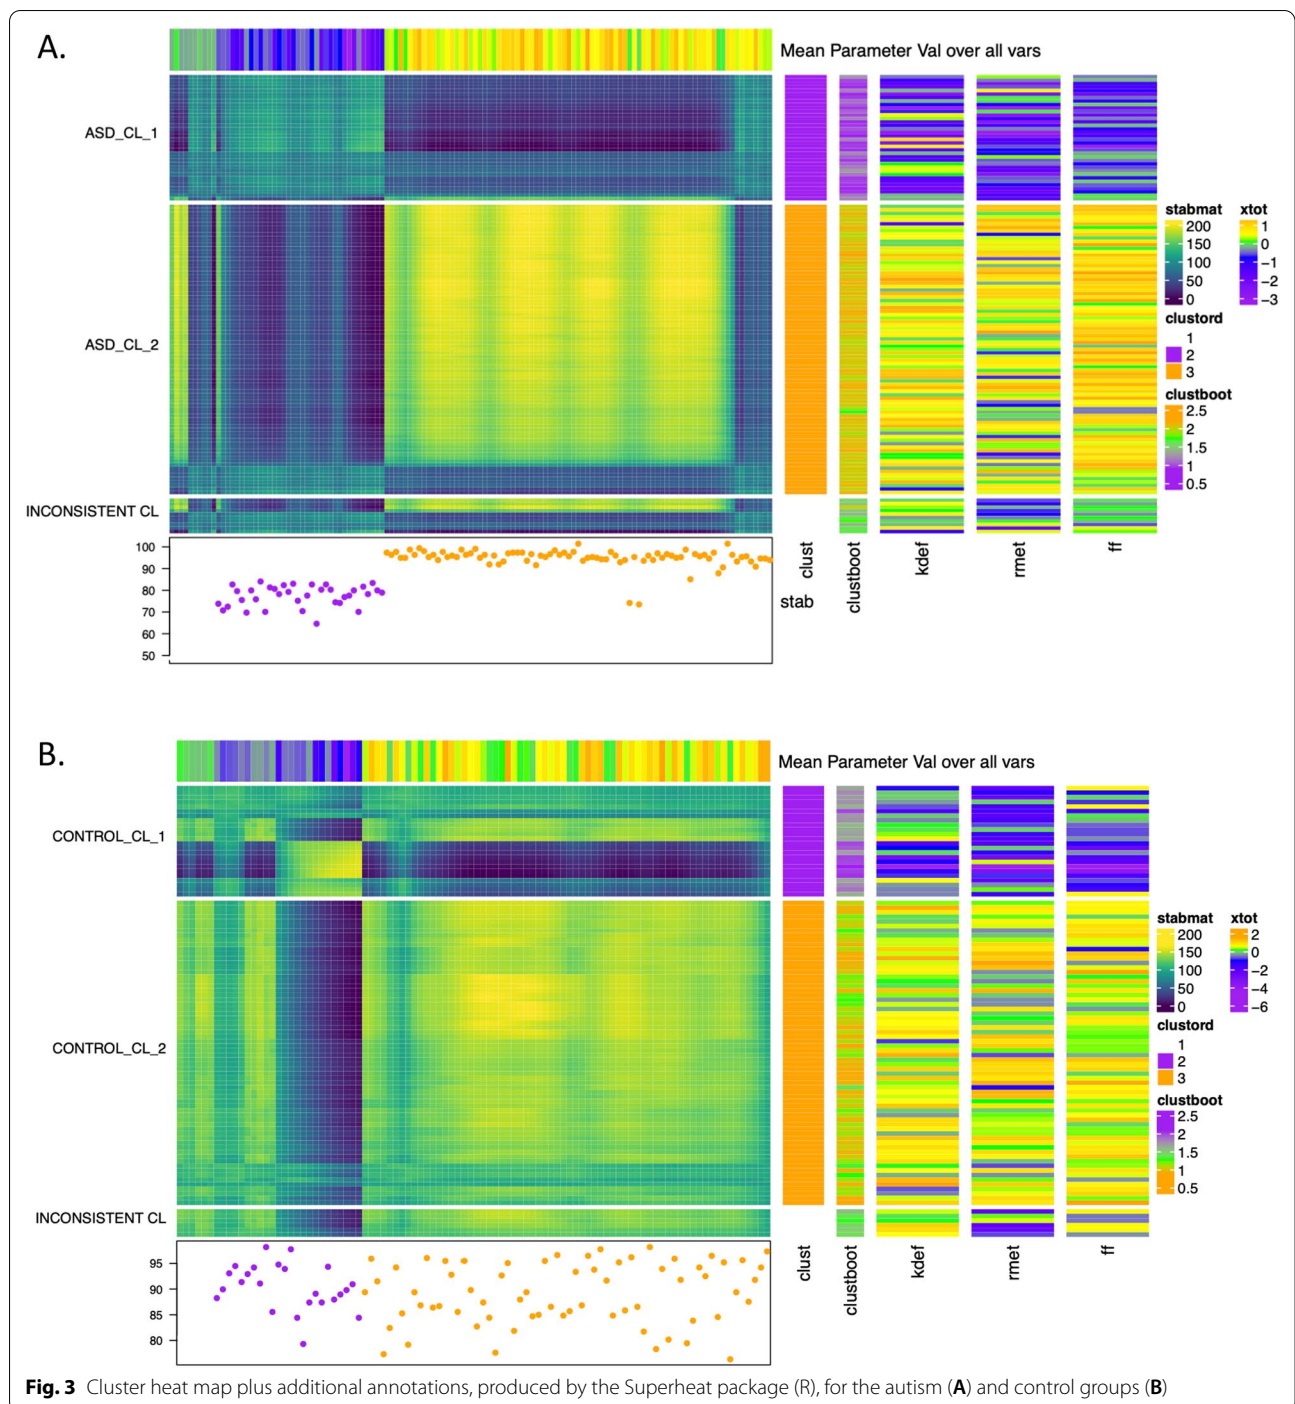 A.
Mean Parameter Val over all vars
ASD_CL_1
ASD_CL_2
INCONSISTENT CL
stabmat
200
150
100
50
0
xtot
1
0
−1
−2
−3
clustord
1
2
3
clustboot
2.5
2
1.5
1
0.5
100
90
80
70
60
50
stab
clust
clustboot
kdef
rmet
ff
B.
Mean Parameter Val over all vars
CONTROL_CL_1
CONTROL_CL_2
INCONSISTENT CL
stabmat
200
150
100
50
0
xtot
2
0
−2
−4
−6
clustord
1
2
3
clustboot
2.5
2
1.5
1
0.5
95
90
85
80
clust
clustboot
kdef
rmet
ff
Fig. 3 Cluster heat map plus additional annotations, produced by the Superheat package (R), for the autism (A) and control groups (B)